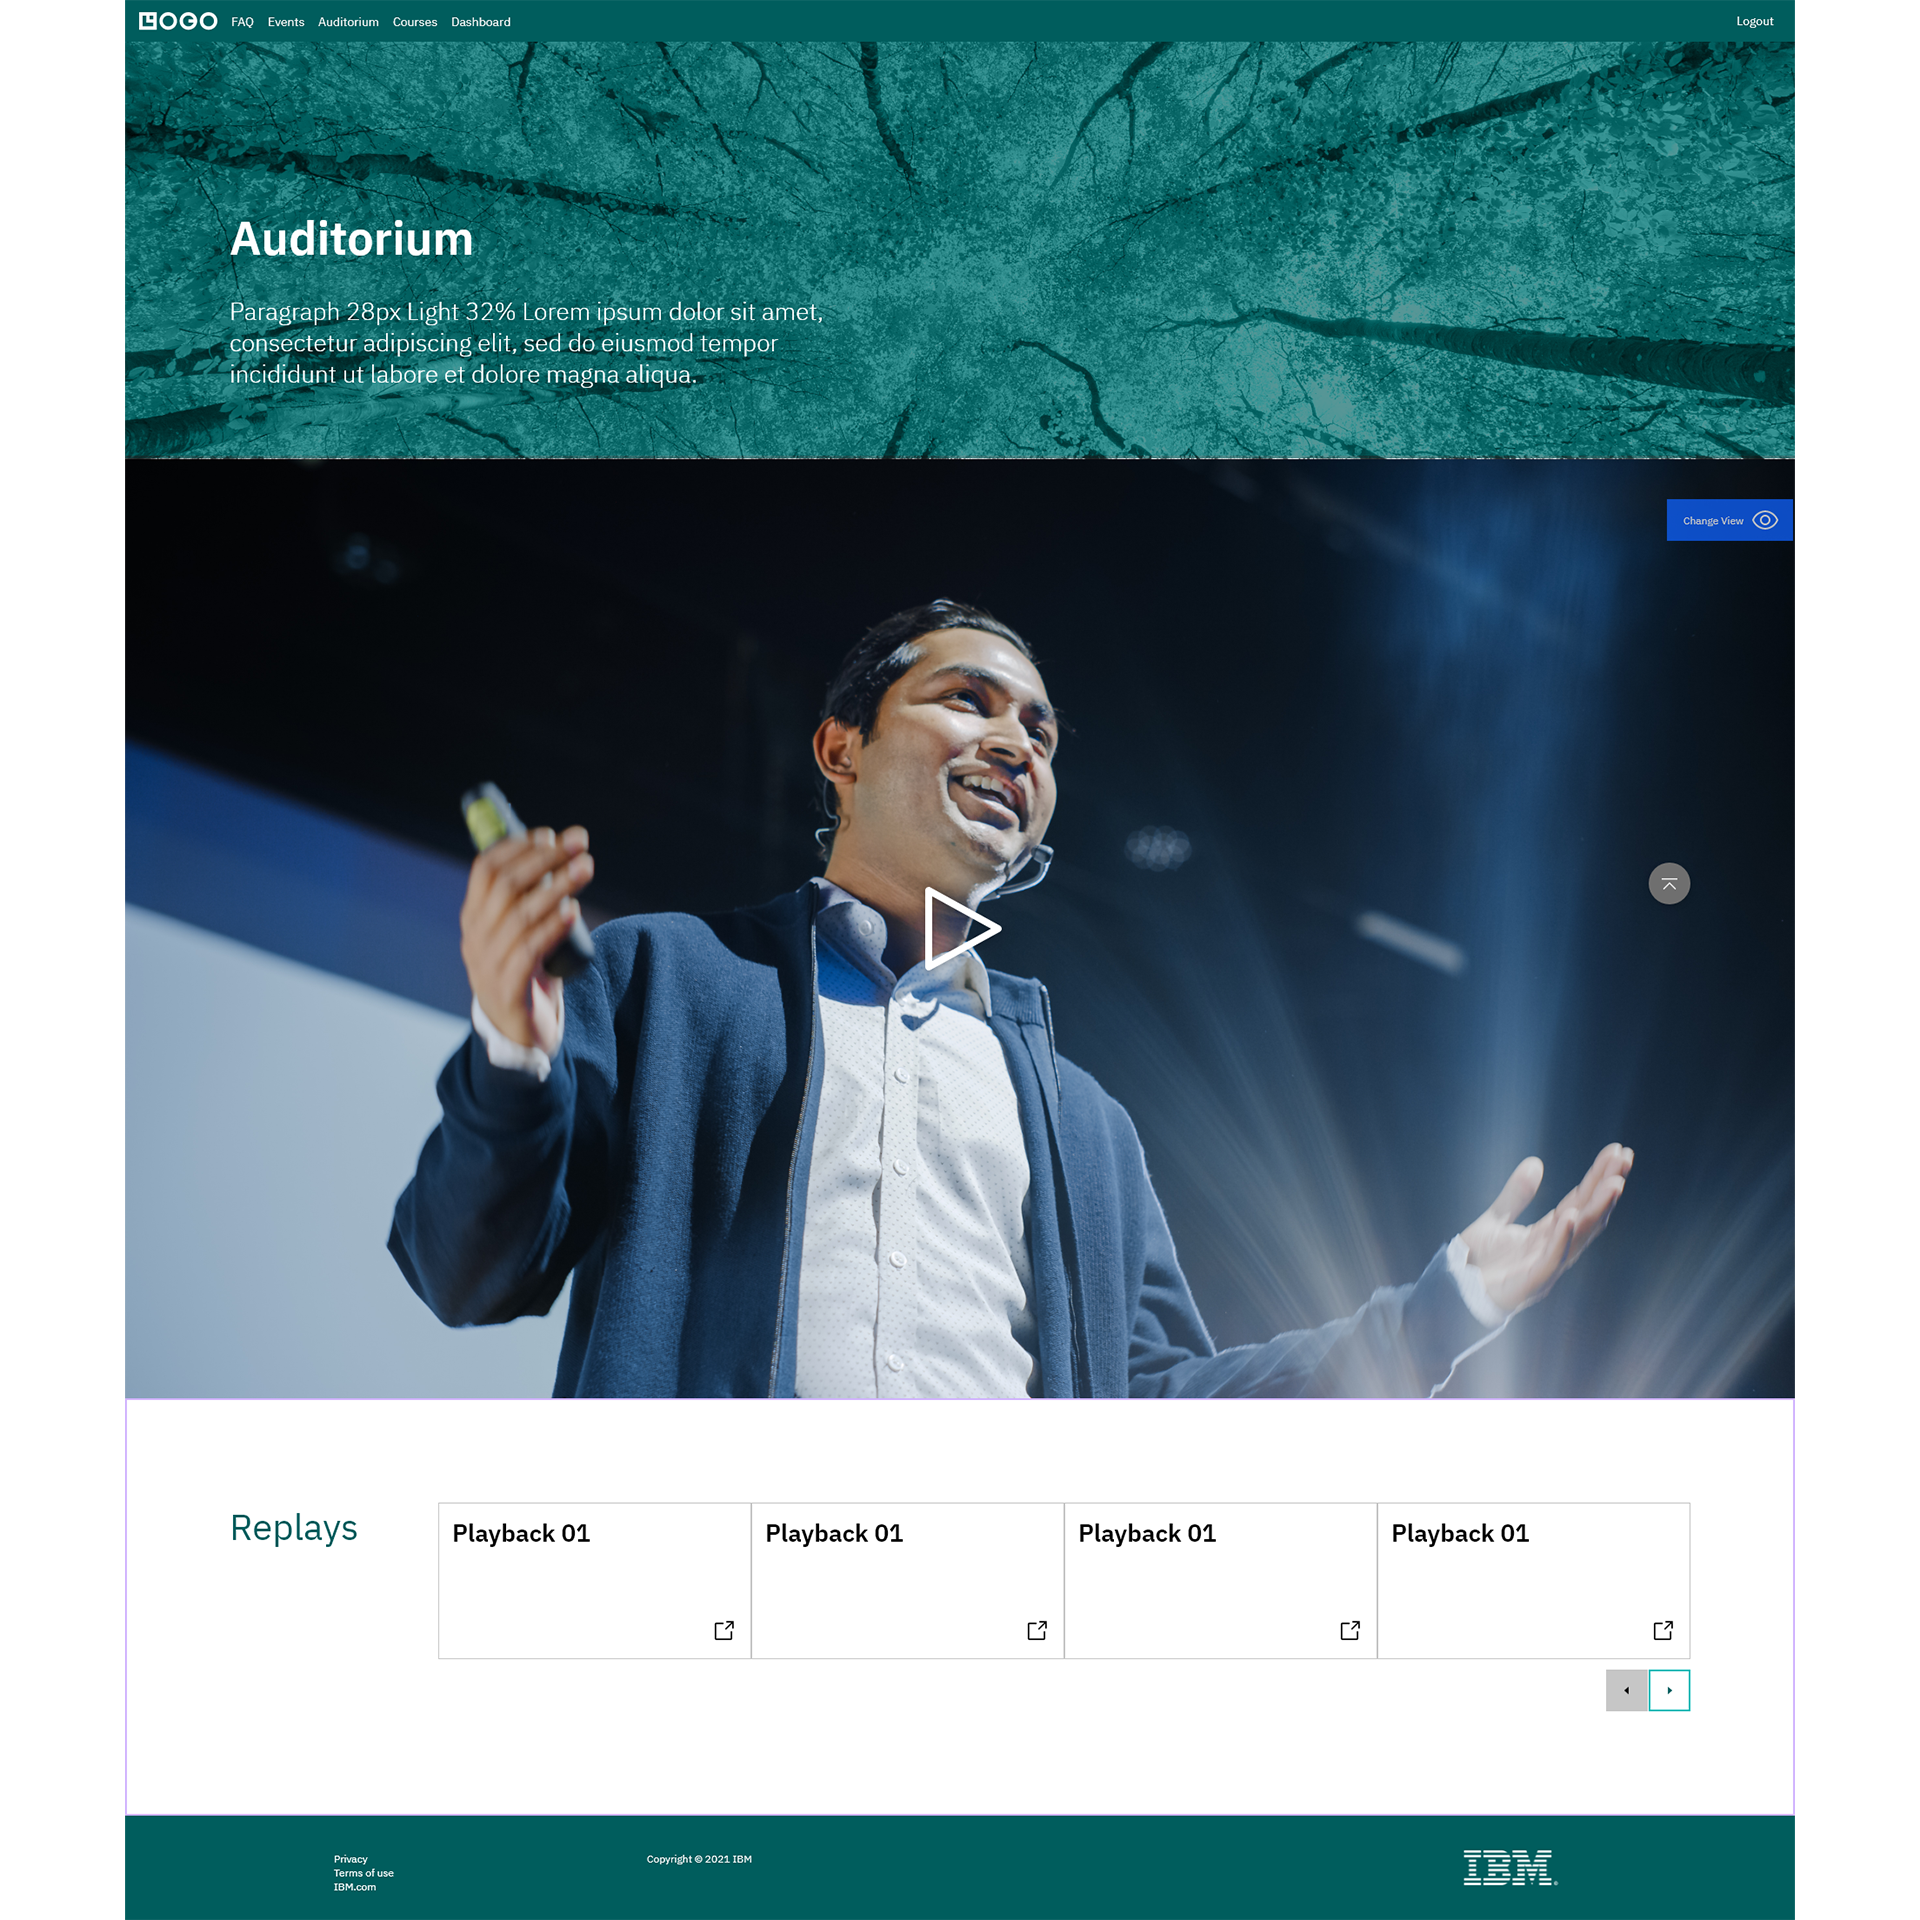 LOGO FAQ Events Auditorium Courses Dashboard Logout
Auditorium
Paragraph 28px Light 32% Lorem ipsum dolor sit amet,
consectetur adipiscing elit, sed do eiusmod tempor
incididunt ut labore et dolore magna aliqua.
Change View
Replays
Playback 01
Playback 01
Playback 01
Playback 01
Privacy
Terms of use
IBM.com
Copyright © 2021 IBM
IBM®